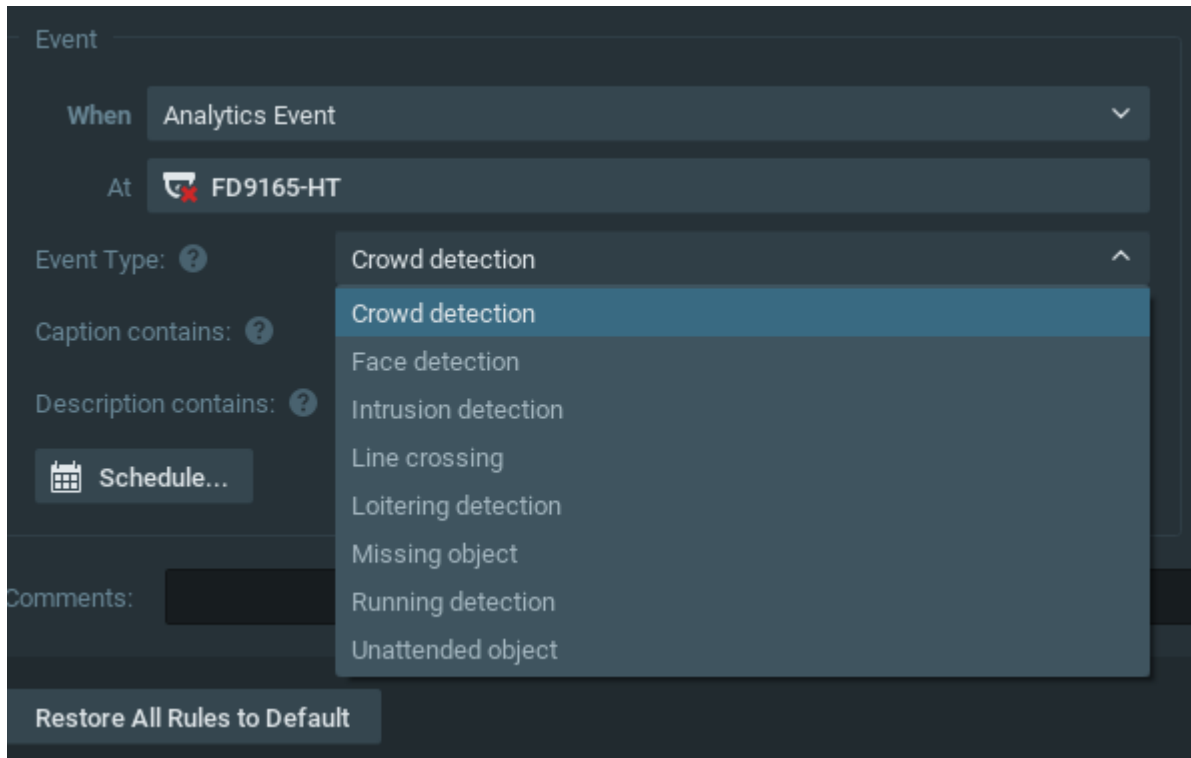 Event
When Analytics Event
At FD9165-HT
Event Type: ? Crowd detection
Crowd detection
Caption contains: ?
Face detection
Description contains: ?
Intrusion detection
Line crossing
Schedule...
Loitering detection
Missing object
Comments:
Running detection
Unattended object
Restore All Rules to Default